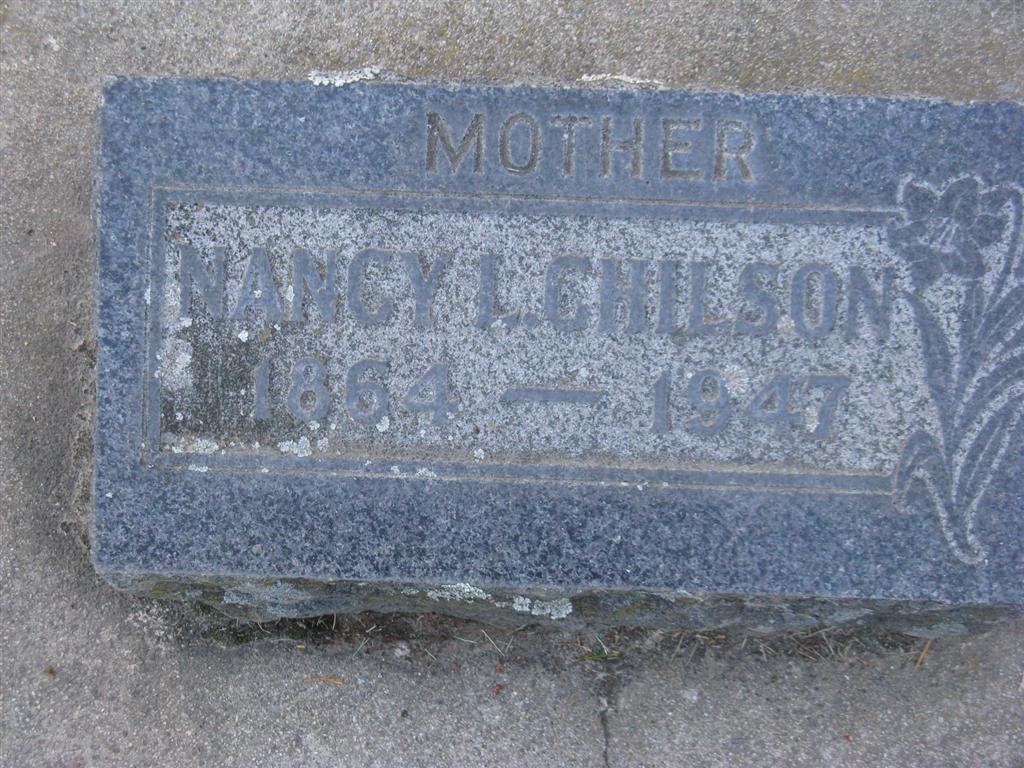 MOTHER
NANCY L. CHILSON
1864 — 1947